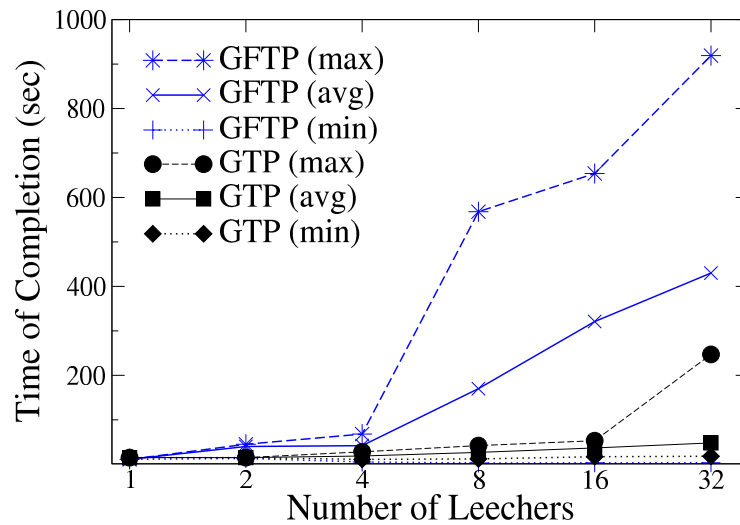 1000
800
600
400
200
Time of Completion (sec)
GFTP (max)
GFTP (avg)
GFTP (min)
GTP (max)
GTP (avg)
GTP (min)
1 2 4 8 16 32
Number of Leechers